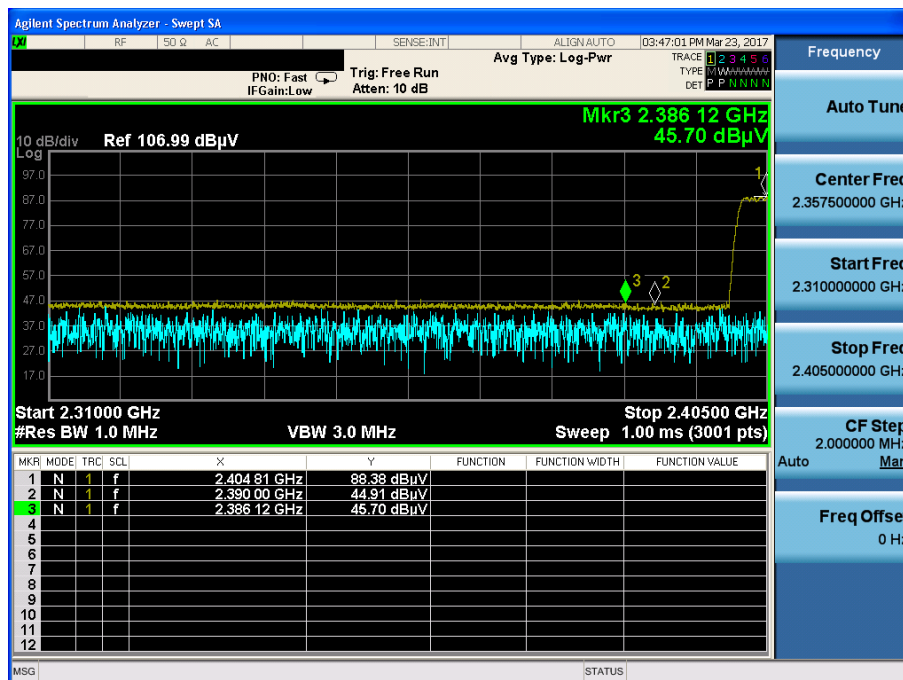 Agilent Spectrum Analyzer - Swept SA
LXI RF 50 Ω AC SENSE:INT ALIGNAUTO 03:47:01 PM Mar 23, 2017
Frequency
Avg Type: Log-Pwr
TRACE 1 2 3 4 5 6
PNO: Fast Trig: Free Run
TYPE M W W W W W
IFGain:Low Atten: 10 dB
DET P P N N N N
Auto Tune
Mkr3 2.386 12 GHz
45.70 dBµV
10 dB/div Ref 106.99 dBµV
Log
97.0
87.0
77.0
67.0
57.0
47.0
37.0
27.0
17.0
1
3
2
Center Freq
2.357500000 GHz
Start Freq
2.310000000 GHz
Stop Freq
2.405000000 GHz
Start 2.31000 GHz Stop 2.40500 GHz
#Res BW 1.0 MHz VBW 3.0 MHz Sweep 1.00 ms (3001 pts)
CF Step
2.000000 MHz
Auto Man
MKR MODE TRC SCL X Y FUNCTION FUNCTION WIDTH FUNCTION VALUE
1 N 1 f 2.404 81 GHz 88.38 dBµV
2 N 1 f 2.390 00 GHz 44.91 dBµV
3 N 1 f 2.386 12 GHz 45.70 dBµV
4
5
6
7
8
9
10
11
12
Freq Offse
0 Hz
MSG STATUS